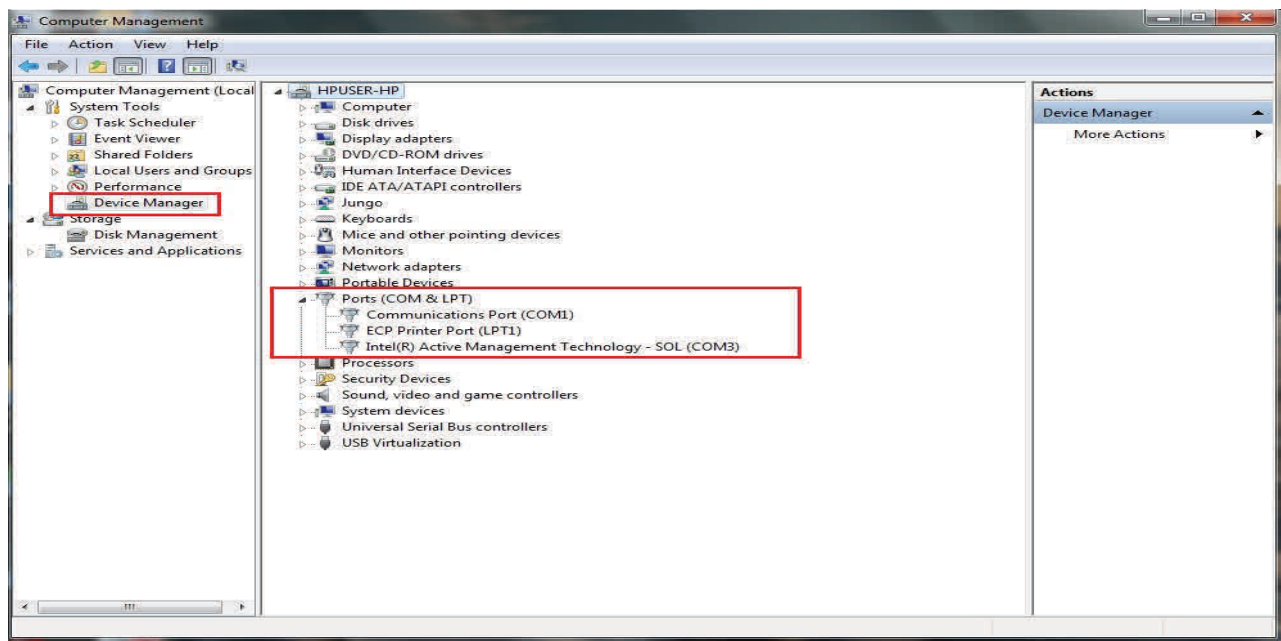 Computer Management
File Action View Help
Computer Management (Local
System Tools
Task Scheduler
Event Viewer
Shared Folders
Local Users and Groups
Performance
Device Manager
Storage
Disk Management
Services and Applications
HPUSER-HP
Computer
Disk drives
Display adapters
DVD/CD-ROM drives
Human Interface Devices
IDE ATA/ATAPI controllers
Jungo
Keyboards
Mice and other pointing devices
Monitors
Network adapters
Portable Devices
Ports (COM & LPT)
Communications Port (COM1)
ECP Printer Port (LPT1)
Intel(R) Active Management Technology - SOL (COM3)
Processors
Security Devices
Sound, video and game controllers
System devices
Universal Serial Bus controllers
USB Virtualization
Actions
Device Manager
More Actions